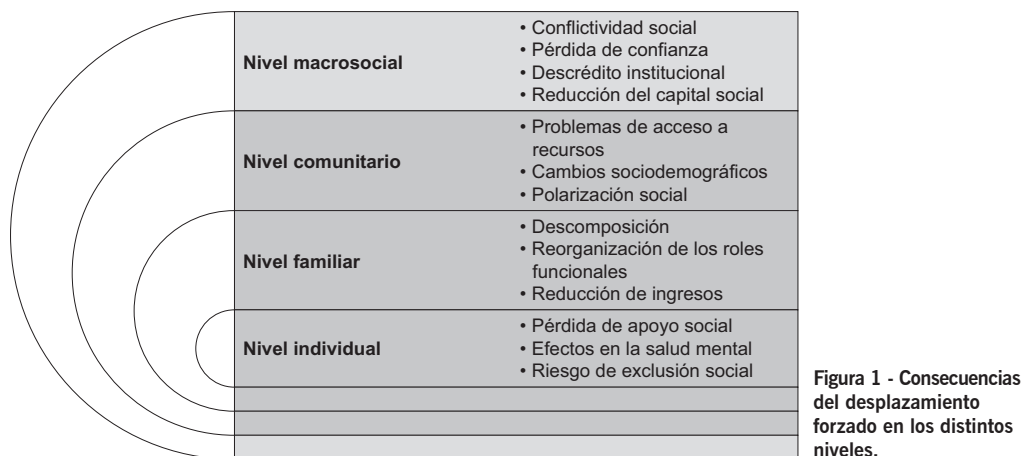 Nivel macrosocial
• Conflictividad social
• Pérdida de confianza
• Descrédito institucional
• Reducción del capital social
Nivel comunitario
• Problemas de acceso a
recursos
• Cambios sociodemográficos
• Polarización social
Nivel familiar
• Descomposición
• Reorganización de los roles
funcionales
• Reducción de ingresos
Nivel individual
• Pérdida de apoyo social
• Efectos en la salud mental
• Riesgo de exclusión social
Figura 1 - Consecuencias
del desplazamiento
forzado en los distintos
niveles.